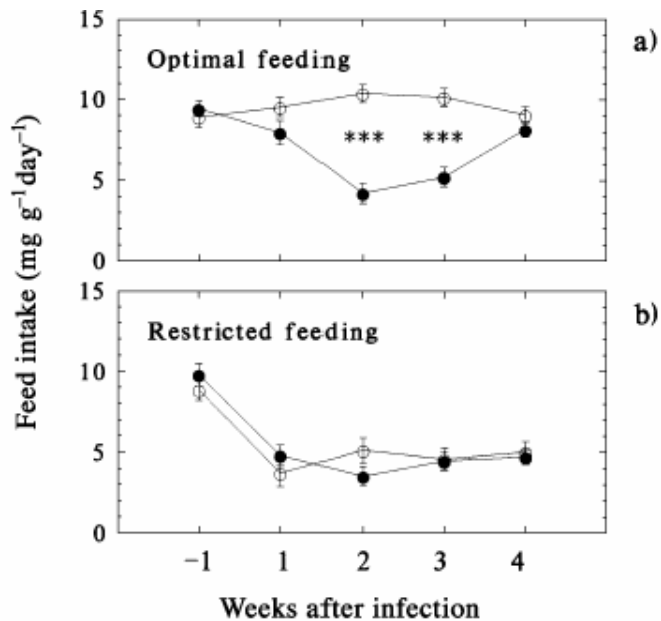 15
a)
Optimal feeding
10
*** ***
5
0
15
b)
Restricted feeding
10
5
0
Feed intake (mg g⁻¹day⁻¹)
−1 1 2 3 4
Weeks after infection